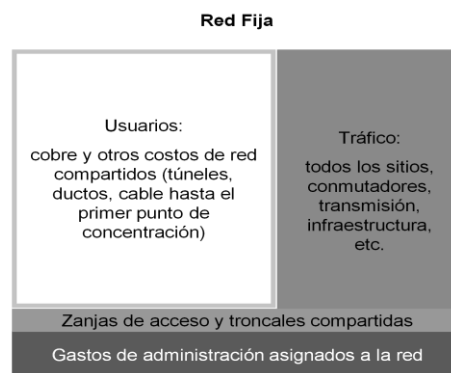 Red Fija
Usuarios:
cobre y otros costos de red
compartidos (túneles,
ductos, cable hasta el
primer punto de
concentración)
Tráfico:
todos los sitios,
conmutadores,
transmisión,
infraestructura,
etc.
Zanjas de acceso y troncales compartidas
Gastos de administración asignados a la red